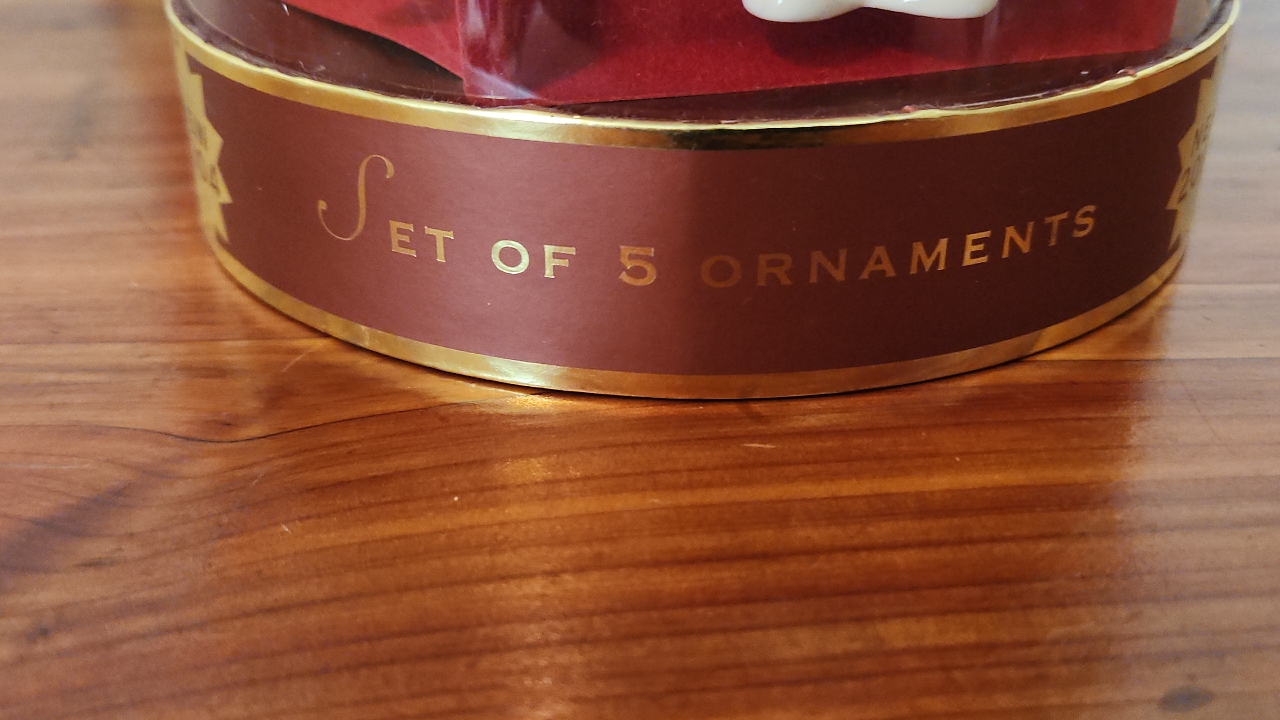 Set of 5 ornaments